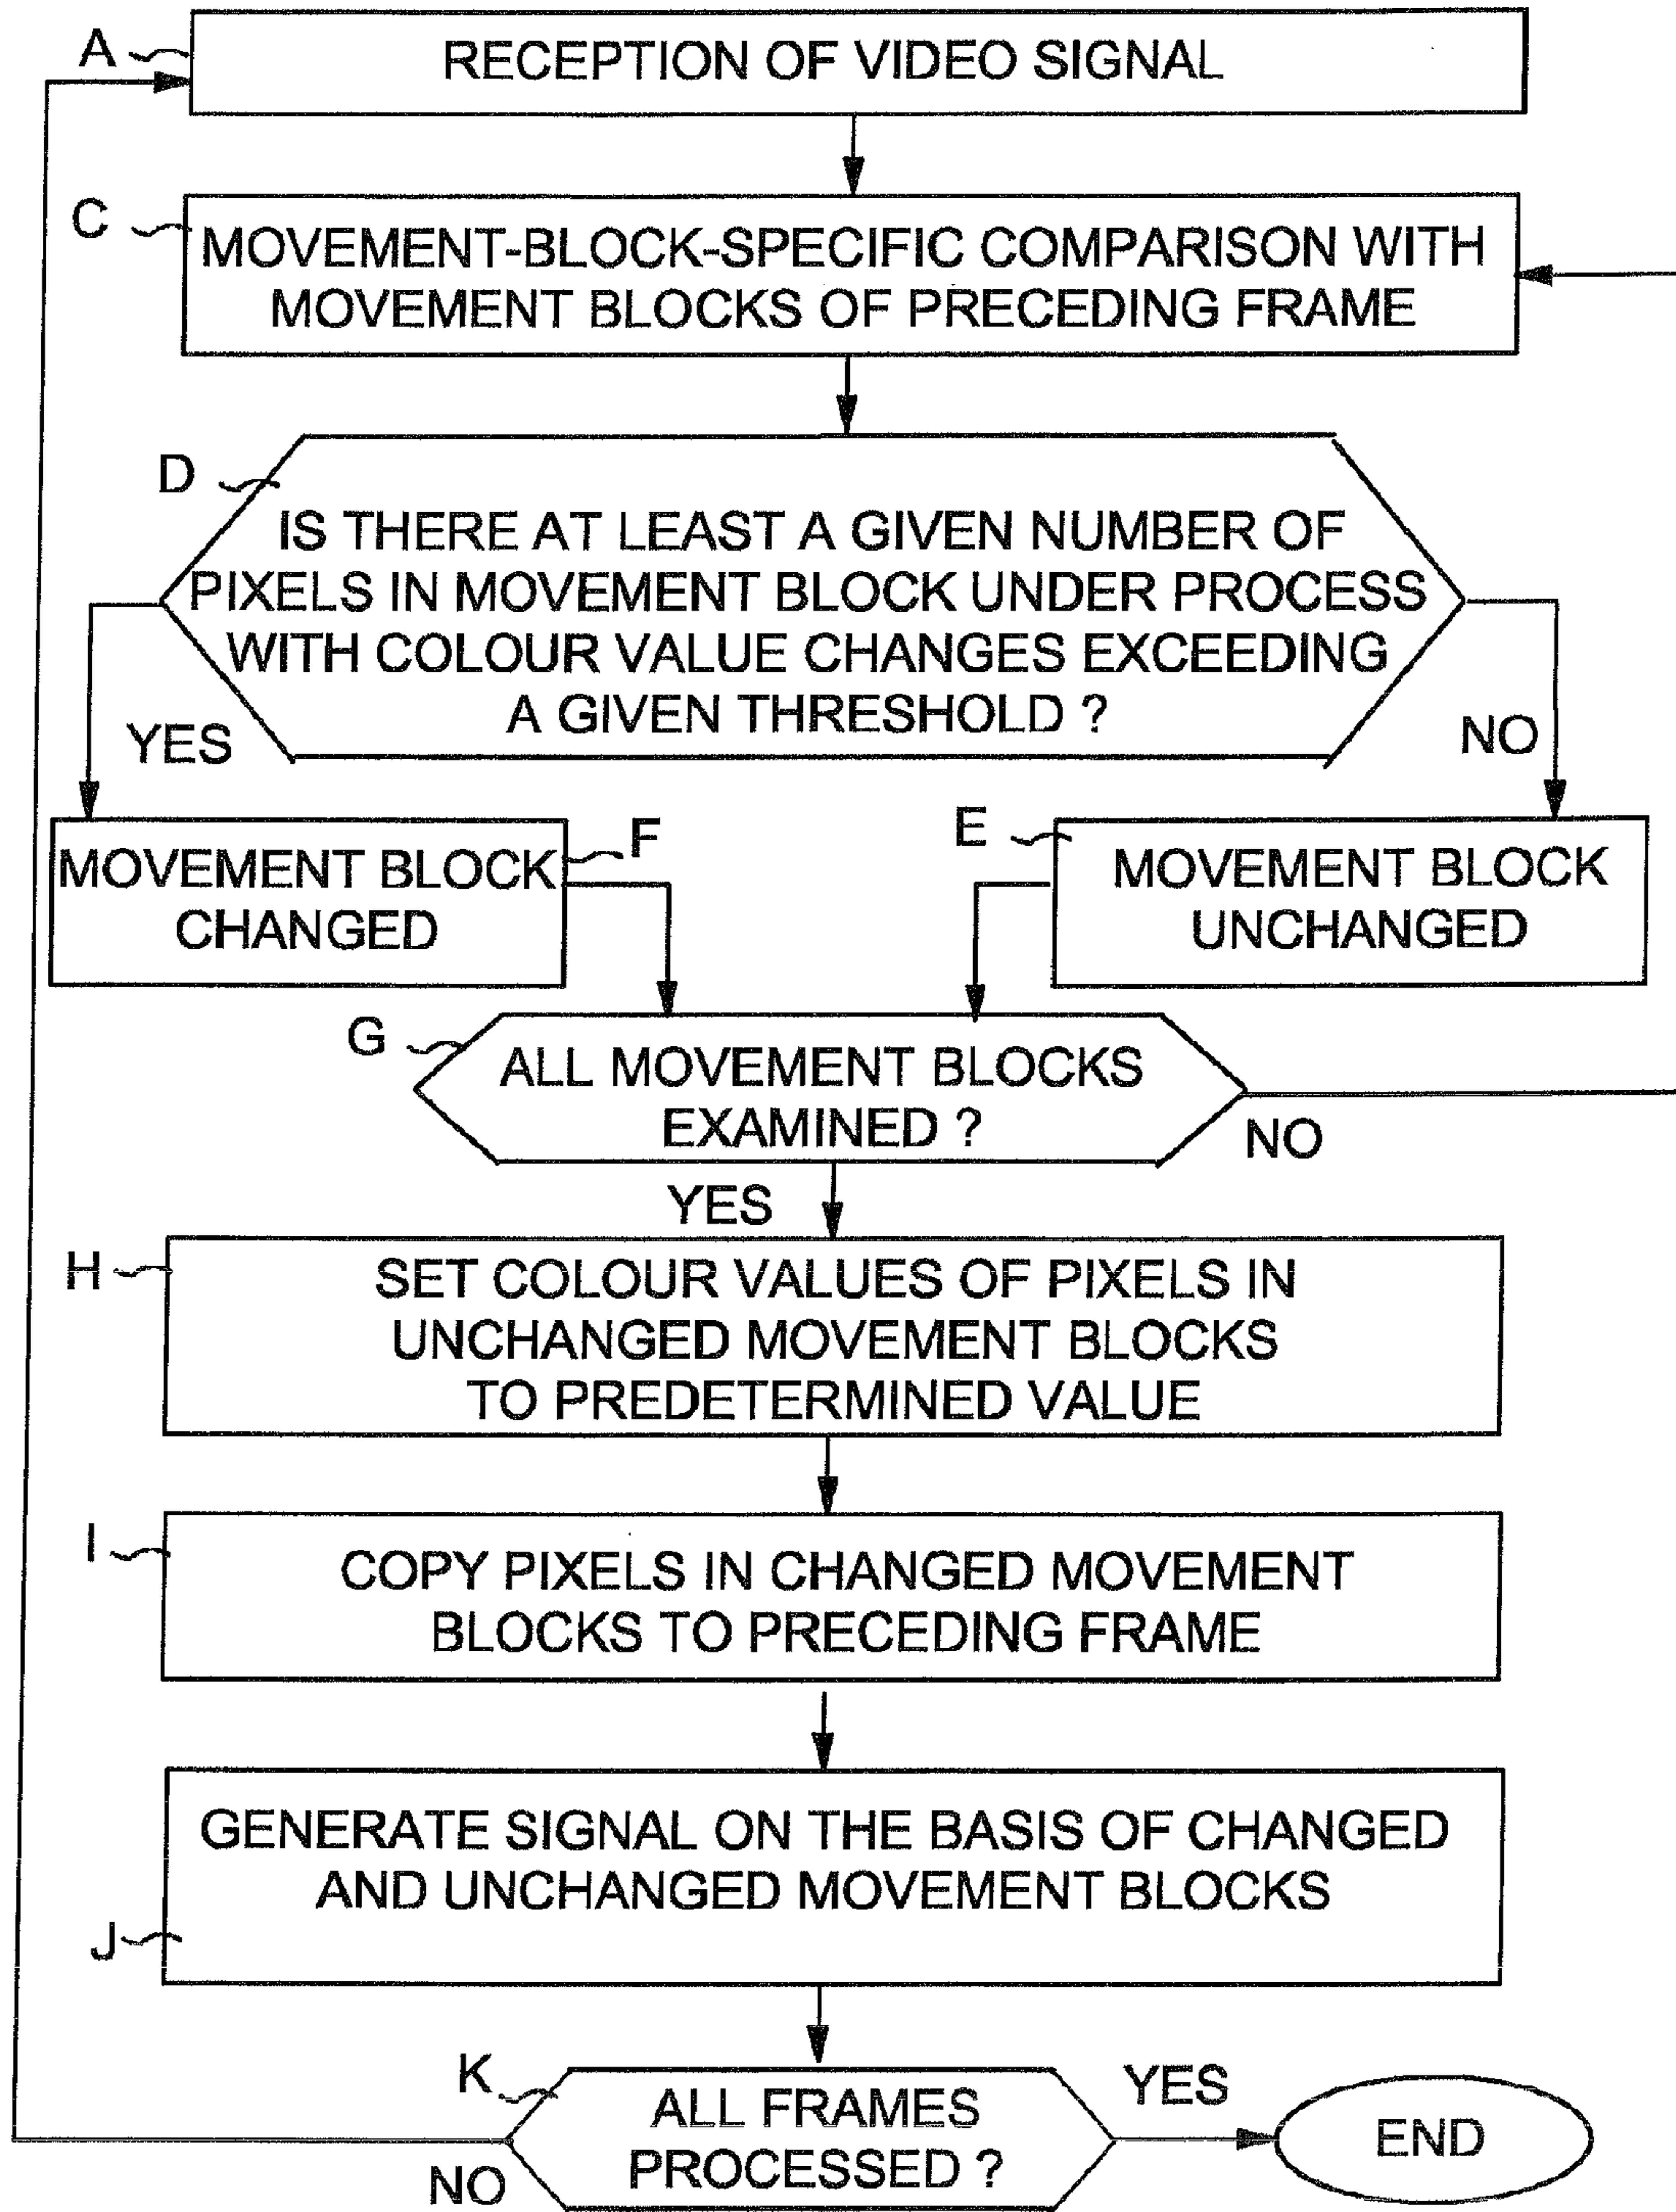 A
RECEPTION OF VIDEO SIGNAL
C
MOVEMENT-BLOCK-SPECIFIC COMPARISON WITH
MOVEMENT BLOCKS OF PRECEDING FRAME
D
IS THERE AT LEAST A GIVEN NUMBER OF
PIXELS IN MOVEMENT BLOCK UNDER PROCESS
WITH COLOUR VALUE CHANGES EXCEEDING
A GIVEN THRESHOLD ?
YES
NO
F
MOVEMENT BLOCK
CHANGED
E
MOVEMENT BLOCK
UNCHANGED
G
ALL MOVEMENT BLOCKS
EXAMINED ?
NO
YES
H
SET COLOUR VALUES OF PIXELS IN
UNCHANGED MOVEMENT BLOCKS
TO PREDETERMINED VALUE
I
COPY PIXELS IN CHANGED MOVEMENT
BLOCKS TO PRECEDING FRAME
GENERATE SIGNAL ON THE BASIS OF CHANGED
AND UNCHANGED MOVEMENT BLOCKS
J
K
ALL FRAMES
PROCESSED ?
YES
END
NO